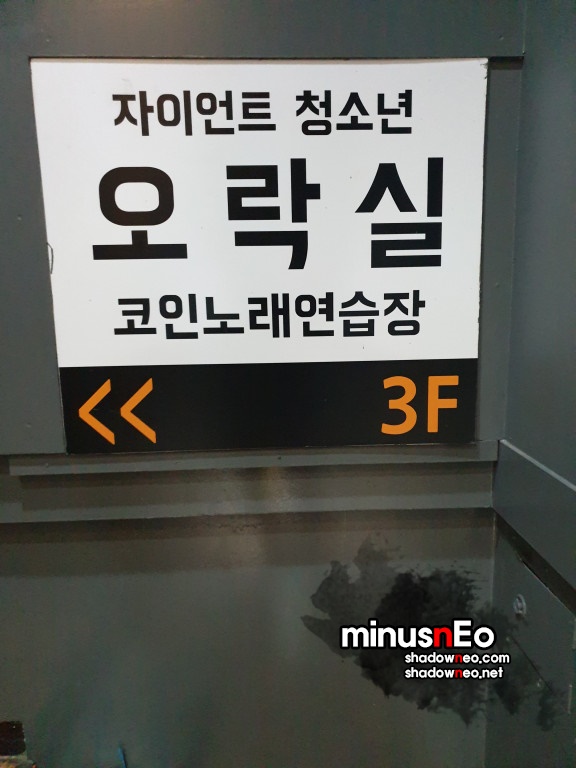 자이언트 청소년
오락실
코인노래연습장
<< 3F
minusnEo
shadowneo.com
shadowneo.net